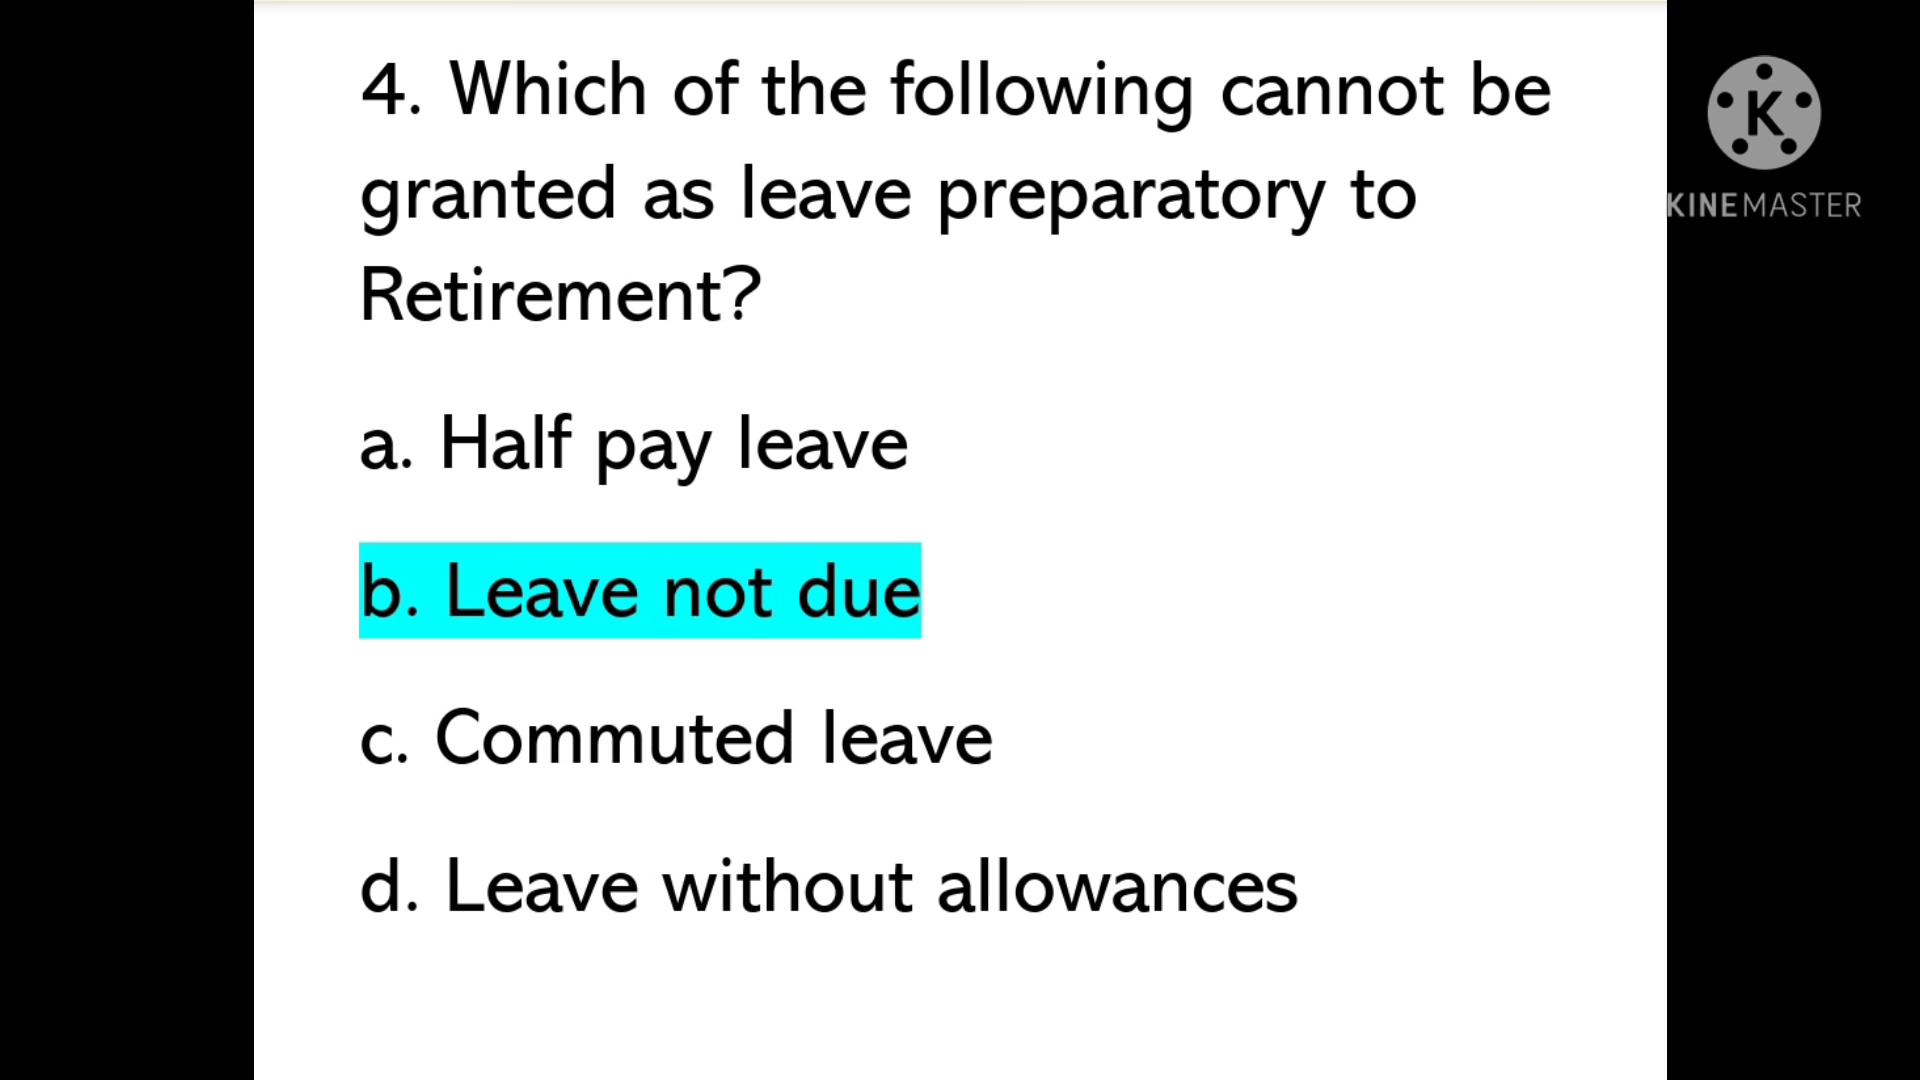 4. Which of the following cannot be
granted as leave preparatory to
Retirement?
a. Half pay leave
b. Leave not due
c. Commuted leave
d. Leave without allowances
K
KINEMASTER